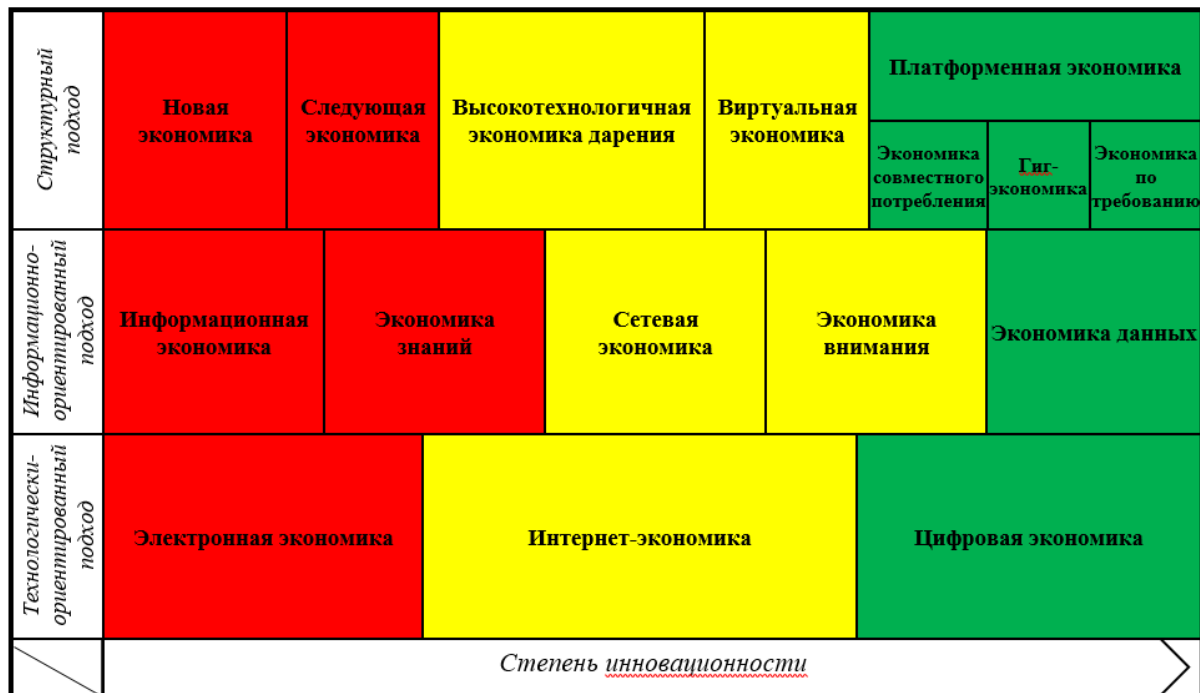 Структурный
подход
Новая
экономика
Следующая
экономика
Высокотехнологичная
экономика дарения
Виртуальная
экономика
Платформенная экономика
Экономика
совместного
потребления
Гиг-
экономика
Экономика
по
требованию
Информационно-
ориентированный
подход
Информационная
экономика
Экономика
знаний
Сетевая
экономика
Экономика
внимания
Экономика данных
Технологически-
ориентированный
подход
Электронная экономика
Интернет-экономика
Цифровая экономика
Степень инновационности